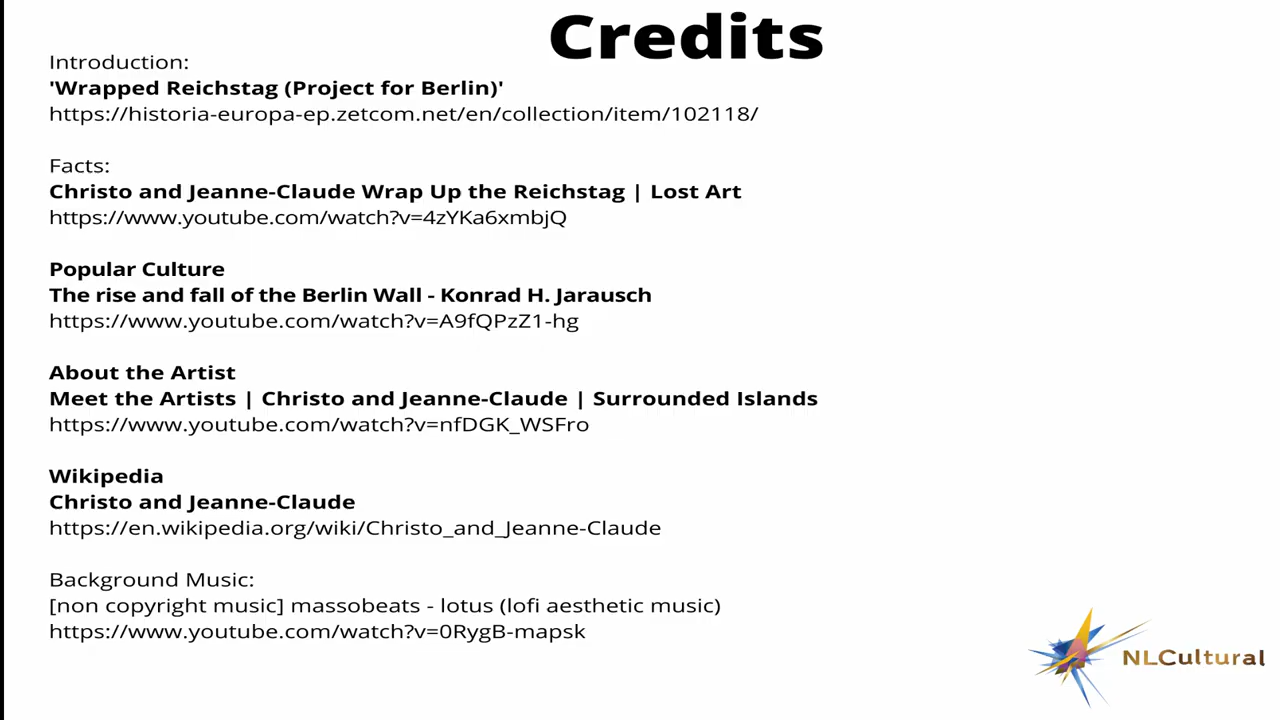 Credits
Introduction:
'Wrapped Reichstag (Project for Berlin)'
https://historia-europa-ep.zetcom.net/en/collection/item/102118/
Facts:
Christo and Jeanne-Claude Wrap Up the Reichstag | Lost Art
https://www.youtube.com/watch?v=4zYKa6xmbjQ
Popular Culture
The rise and fall of the Berlin Wall - Konrad H. Jarausch
https://www.youtube.com/watch?v=A9fQPzZ1-hg
About the Artist
Meet the Artists | Christo and Jeanne-Claude | Surrounded Islands
https://www.youtube.com/watch?v=nfDGK_WSFro
Wikipedia
Christo and Jeanne-Claude
https://en.wikipedia.org/wiki/Christo_and_Jeanne-Claude
Background Music:
[non copyright music] massobeats - lotus (lofi aesthetic music)
https://www.youtube.com/watch?v=0RygB-mapsk
NLCultural